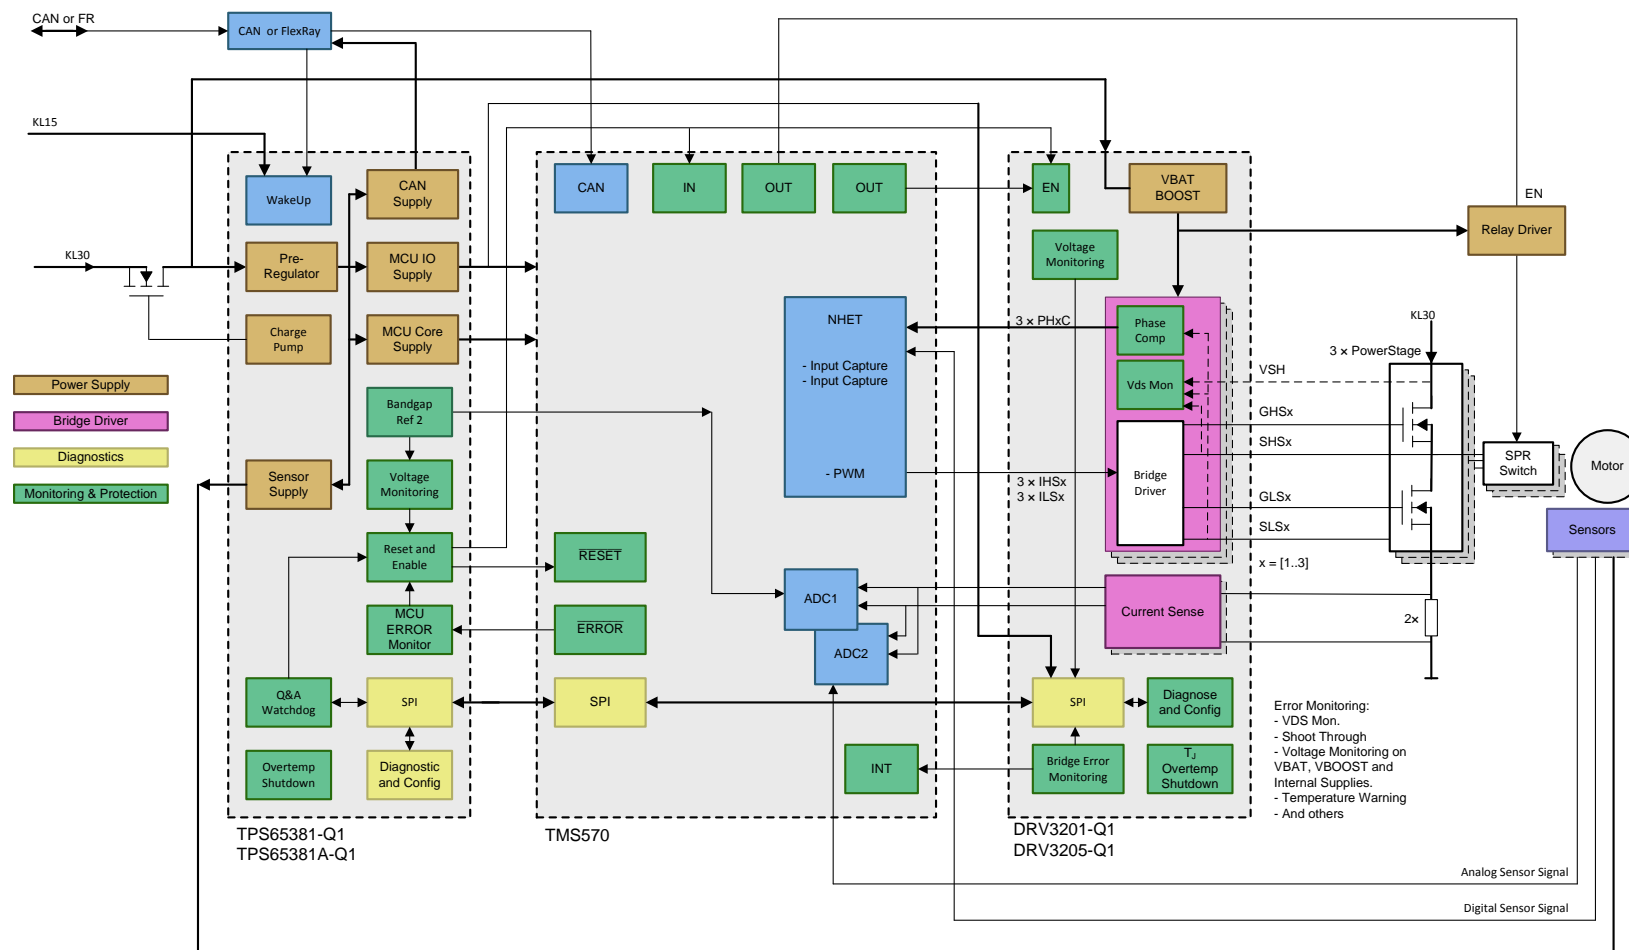 CAN or FR
CAN or FlexRay
KL15
WakeUp
CAN
Supply
CAN
IN
OUT
OUT
EN
VBAT
BOOST
EN
Relay Driver
KL30
Pre-
Regulator
MCU IO
Supply
Voltage
Monitoring
Charge
Pump
MCU Core
Supply
NHET
- Input Capture
- Input Capture
- PWM
3 × PHxC
Phase
Comp
Vds Mon
Bridge
Driver
3 × IHSx
3 × ILSx
KL30
3 × PowerStage
VSH
GHSx
SHSx
GLSx
SLSx
x = [1..3]
SPR
Switch
Motor
Sensors
Power Supply
Bridge Driver
Diagnostics
Monitoring & Protection
Bandgap
Ref 2
Sensor
Supply
Voltage
Monitoring
Reset and
Enable
RESET
MCU
ERROR
Monitor
ERROR
ADC1
ADC2
Current Sense
2×
Q&A
Watchdog
SPI
SPI
SPI
Diagnose
and Config
Overtemp
Shutdown
Diagnostic
and Config
INT
Bridge Error
Monitoring
TJ
Overtemp
Shutdown
Error Monitoring:
- VDS Mon.
- Shoot Through
- Voltage Monitoring on
VBAT, VBOOST and
Internal Supplies.
- Temperature Warning
- And others
TPS65381-Q1
TPS65381A-Q1
TMS570
DRV3201-Q1
DRV3205-Q1
Analog Sensor Signal
Digital Sensor Signal